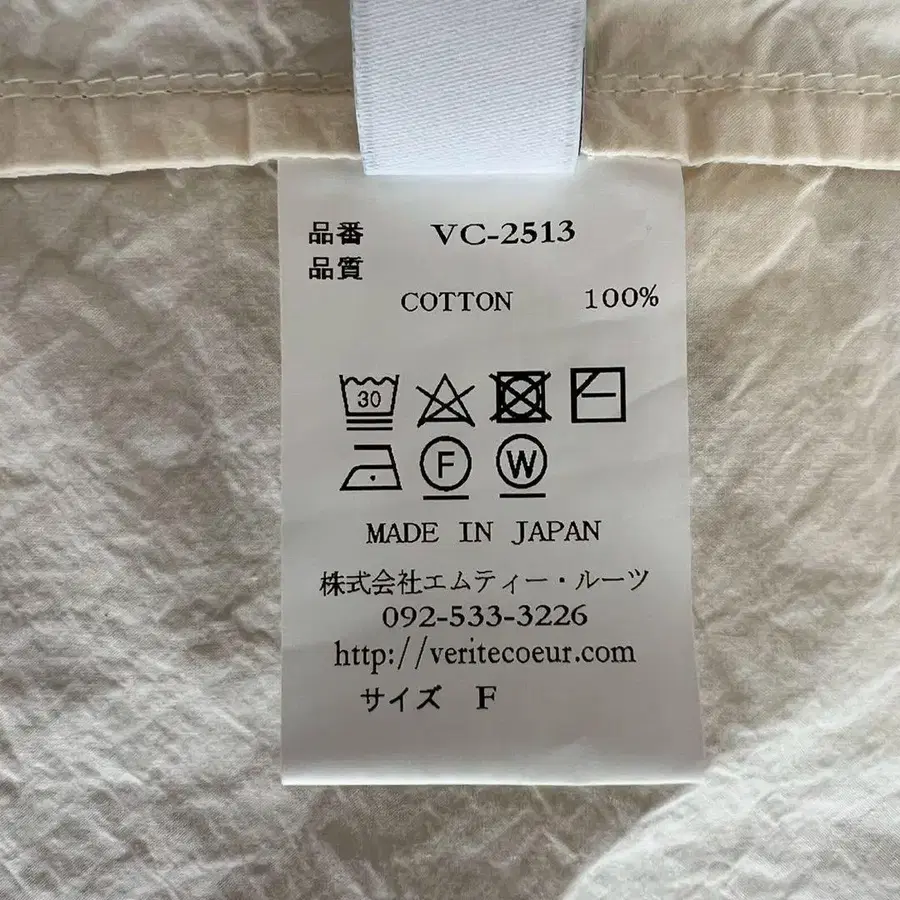 品番 VC-2513
品質
COTTON 100%
30
F W
MADE IN JAPAN
株式会社エムティー・ルーツ
092-533-3226
http://veritecoeur.com
サイズ F